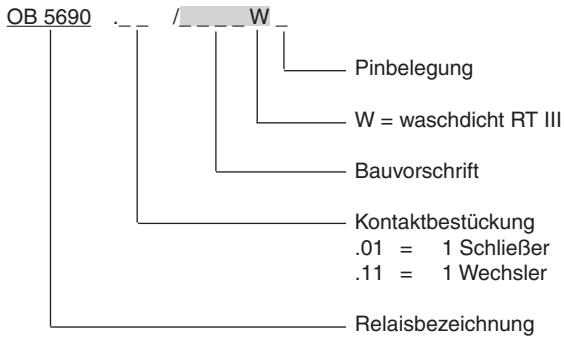 OB 5690 ._ _ /_ _ _ _ W _
Pinbelegung
W = waschdicht RT III
Bauvorschrift
Kontaktbestückung
.01 = 1 Schließer
.11 = 1 Wechsler
Relaisbezeichnung